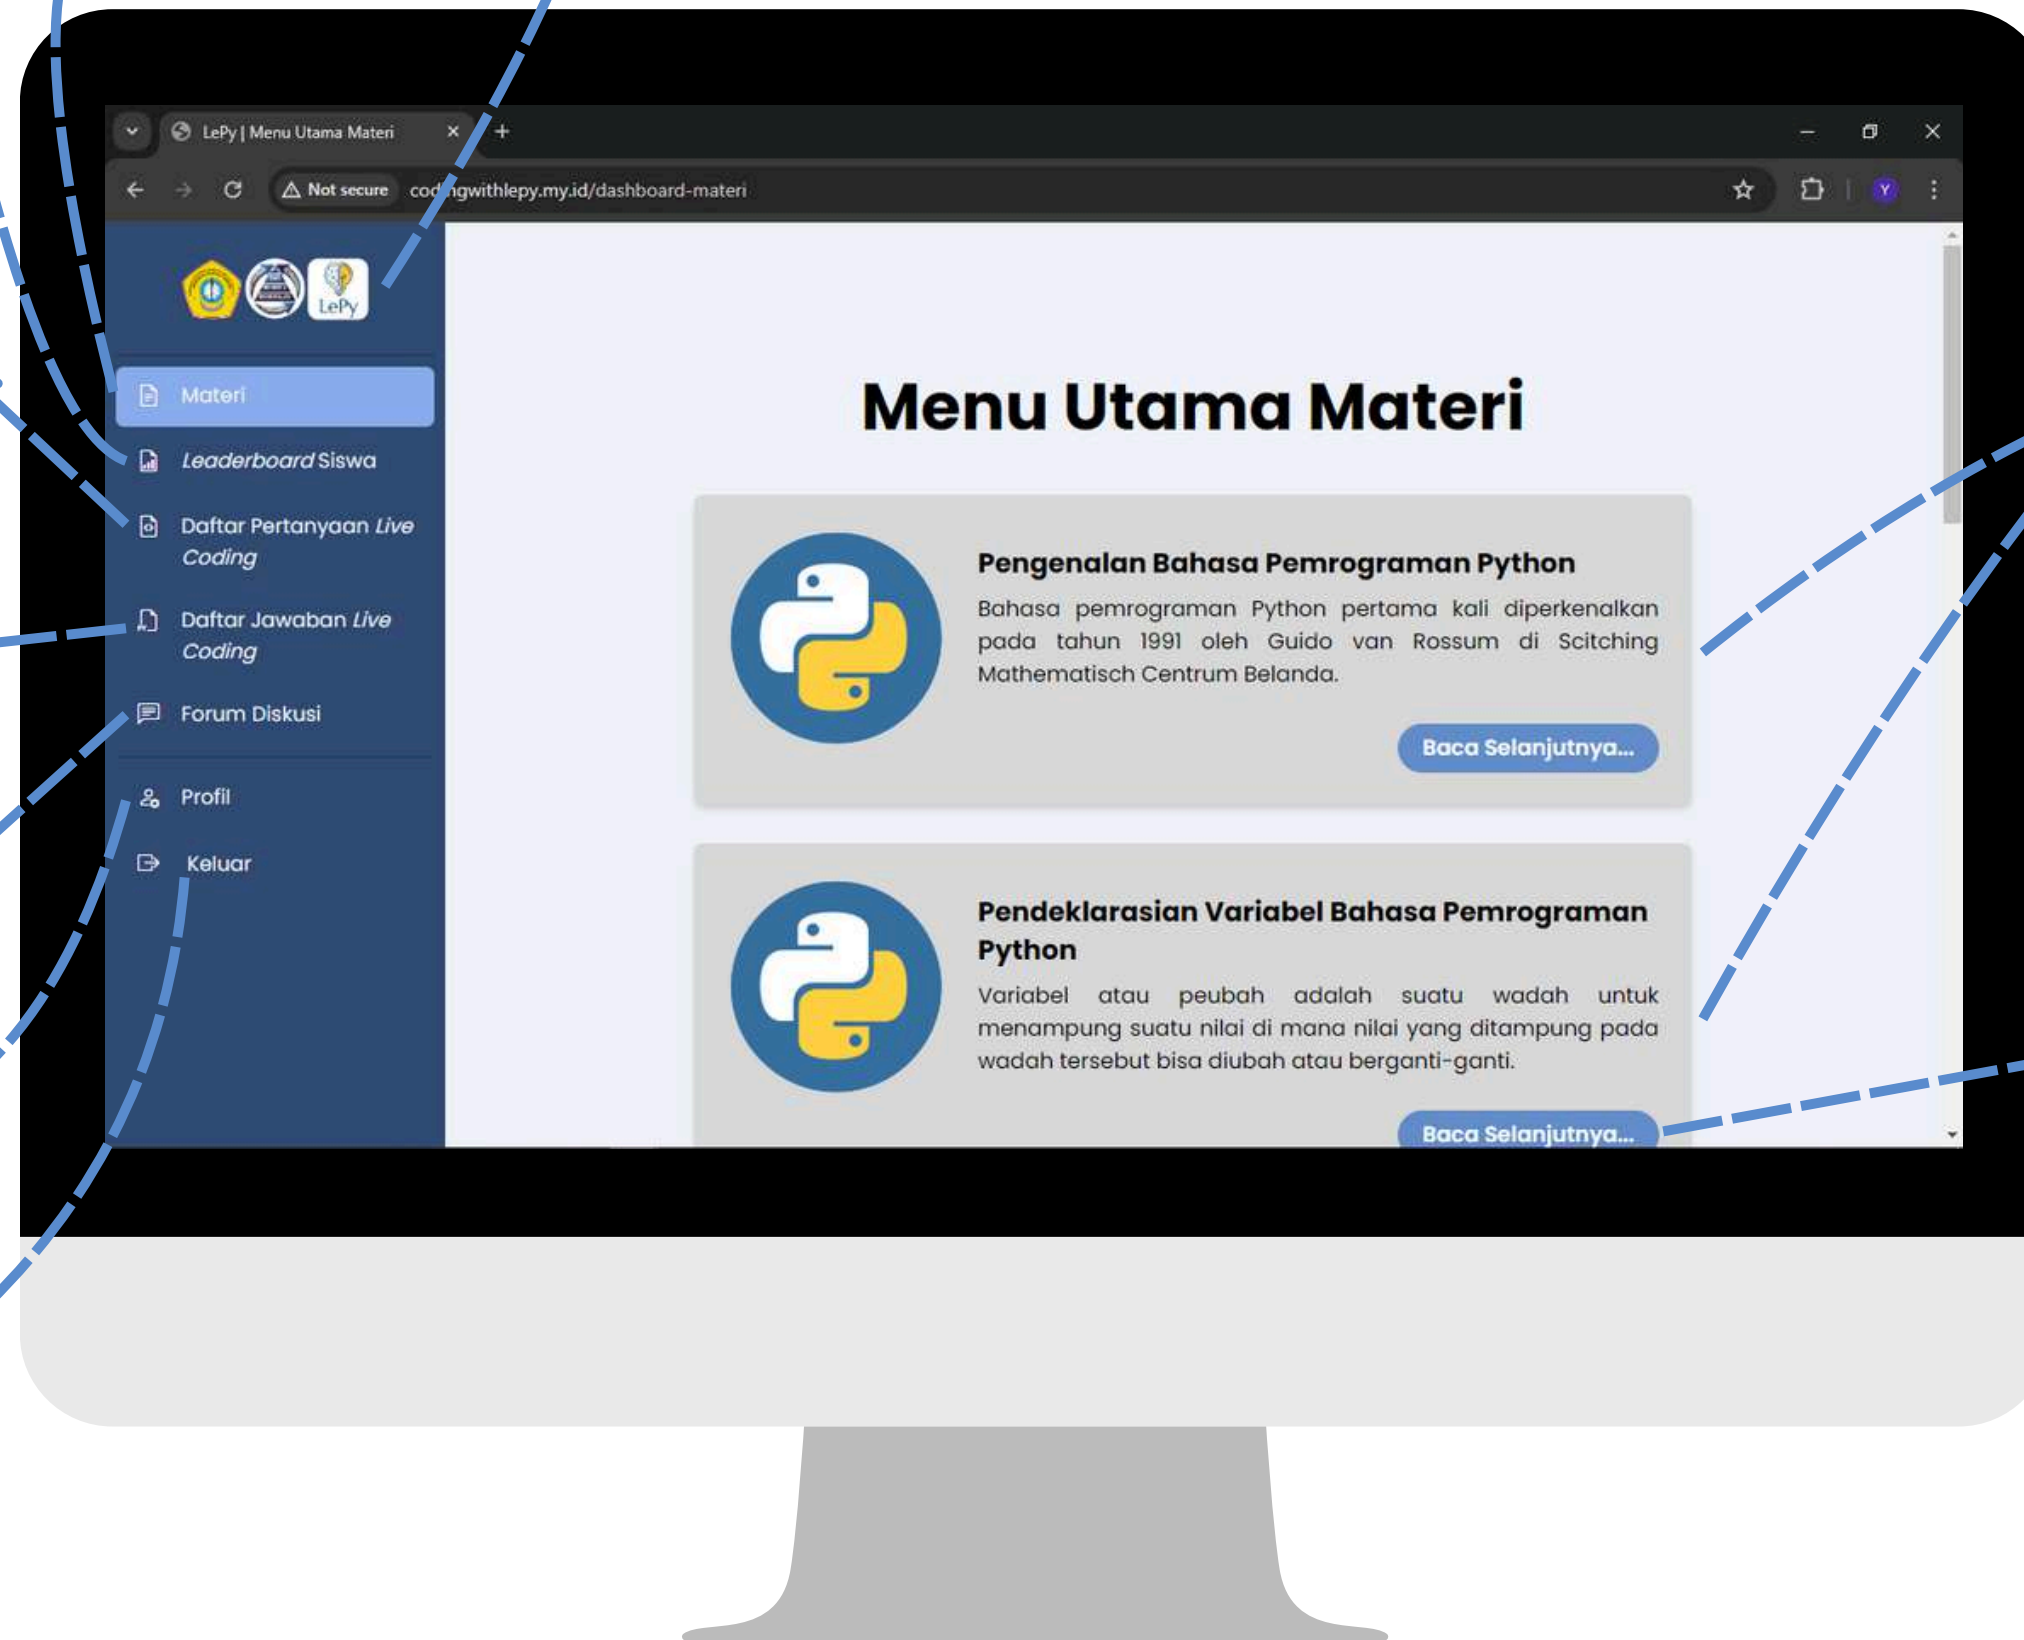 LePy | Menu Utama Materi
Not secure
codingwithlepy.my.id/dashboard-materi
Y
LePy
Materi
Leaderboard Siswa
Daftar Pertanyaan Live
Coding
Daftar Jawaban Live
Coding
Forum Diskusi
Profil
Keluar
Menu Utama Materi
Pengenalan Bahasa Pemrograman Python
Bahasa pemrograman Python pertama kali diperkenalkan
pada tahun 1991 oleh Guido van Rossum di Scitching
Mathematisch Centrum Belanda.
Baca Selanjutnya...
Pendeklarasian Variabel Bahasa Pemrograman
Python
Variabel atau peubah adalah suatu wadah untuk
menampung suatu nilai di mana nilai yang ditampung pada
wadah tersebut bisa diubah atau berganti-ganti.
Baca Selanjutnya...